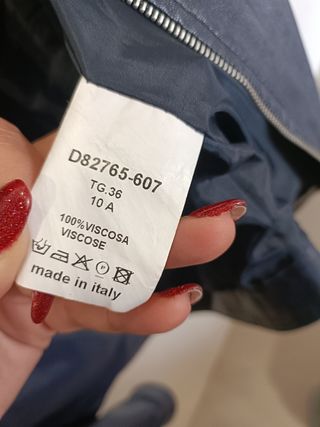 D82765-607
TG.36
10 A
100%VISCOSA
VISCOSE
made in italy